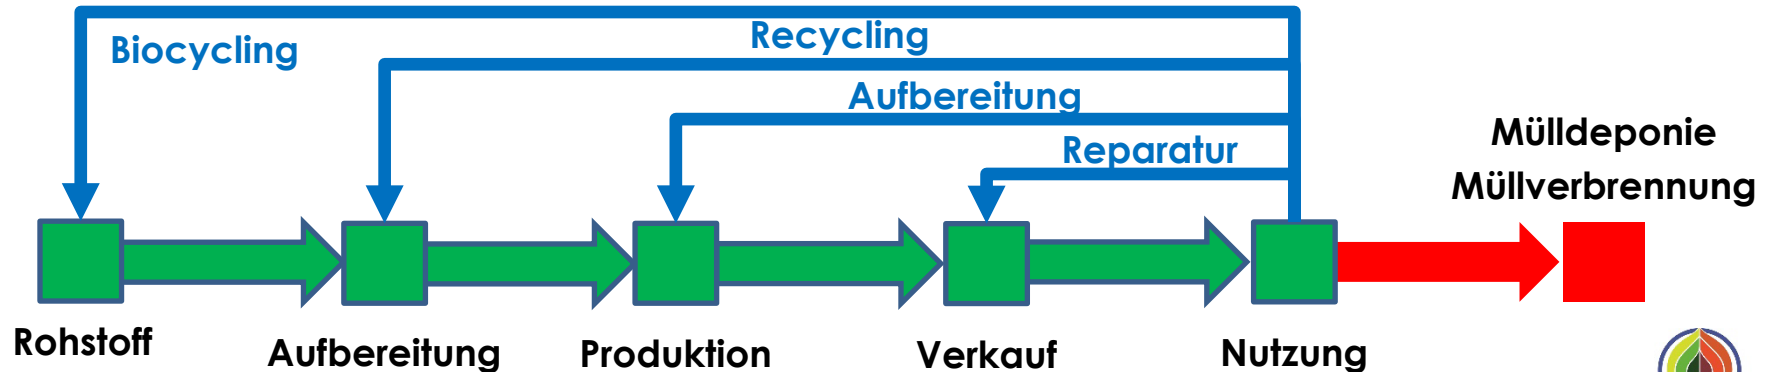 Biocycling
Recycling
Aufbereitung
Reparatur
Mülldeponie
Müllverbrennung
Rohstoff
Aufbereitung
Produktion
Verkauf
Nutzung